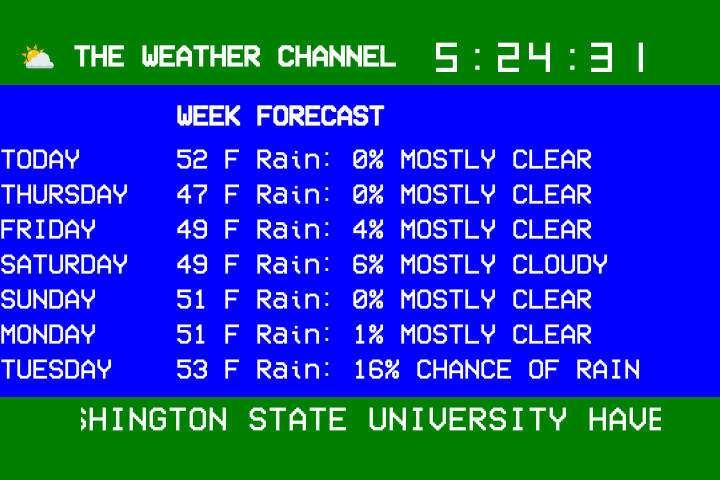 THE WEATHER CHANNEL 5:24:31
WEEK FORECAST
TODAY 52 F Rain: 0% MOSTLY CLEAR
THURSDAY 47 F Rain: 0% MOSTLY CLEAR
FRIDAY 49 F Rain: 4% MOSTLY CLEAR
SATURDAY 49 F Rain: 6% MOSTLY CLOUDY
SUNDAY 51 F Rain: 0% MOSTLY CLEAR
MONDAY 51 F Rain: 1% MOSTLY CLEAR
TUESDAY 53 F Rain: 16% CHANCE OF RAIN
SHINGTON STATE UNIVERSITY HAVE